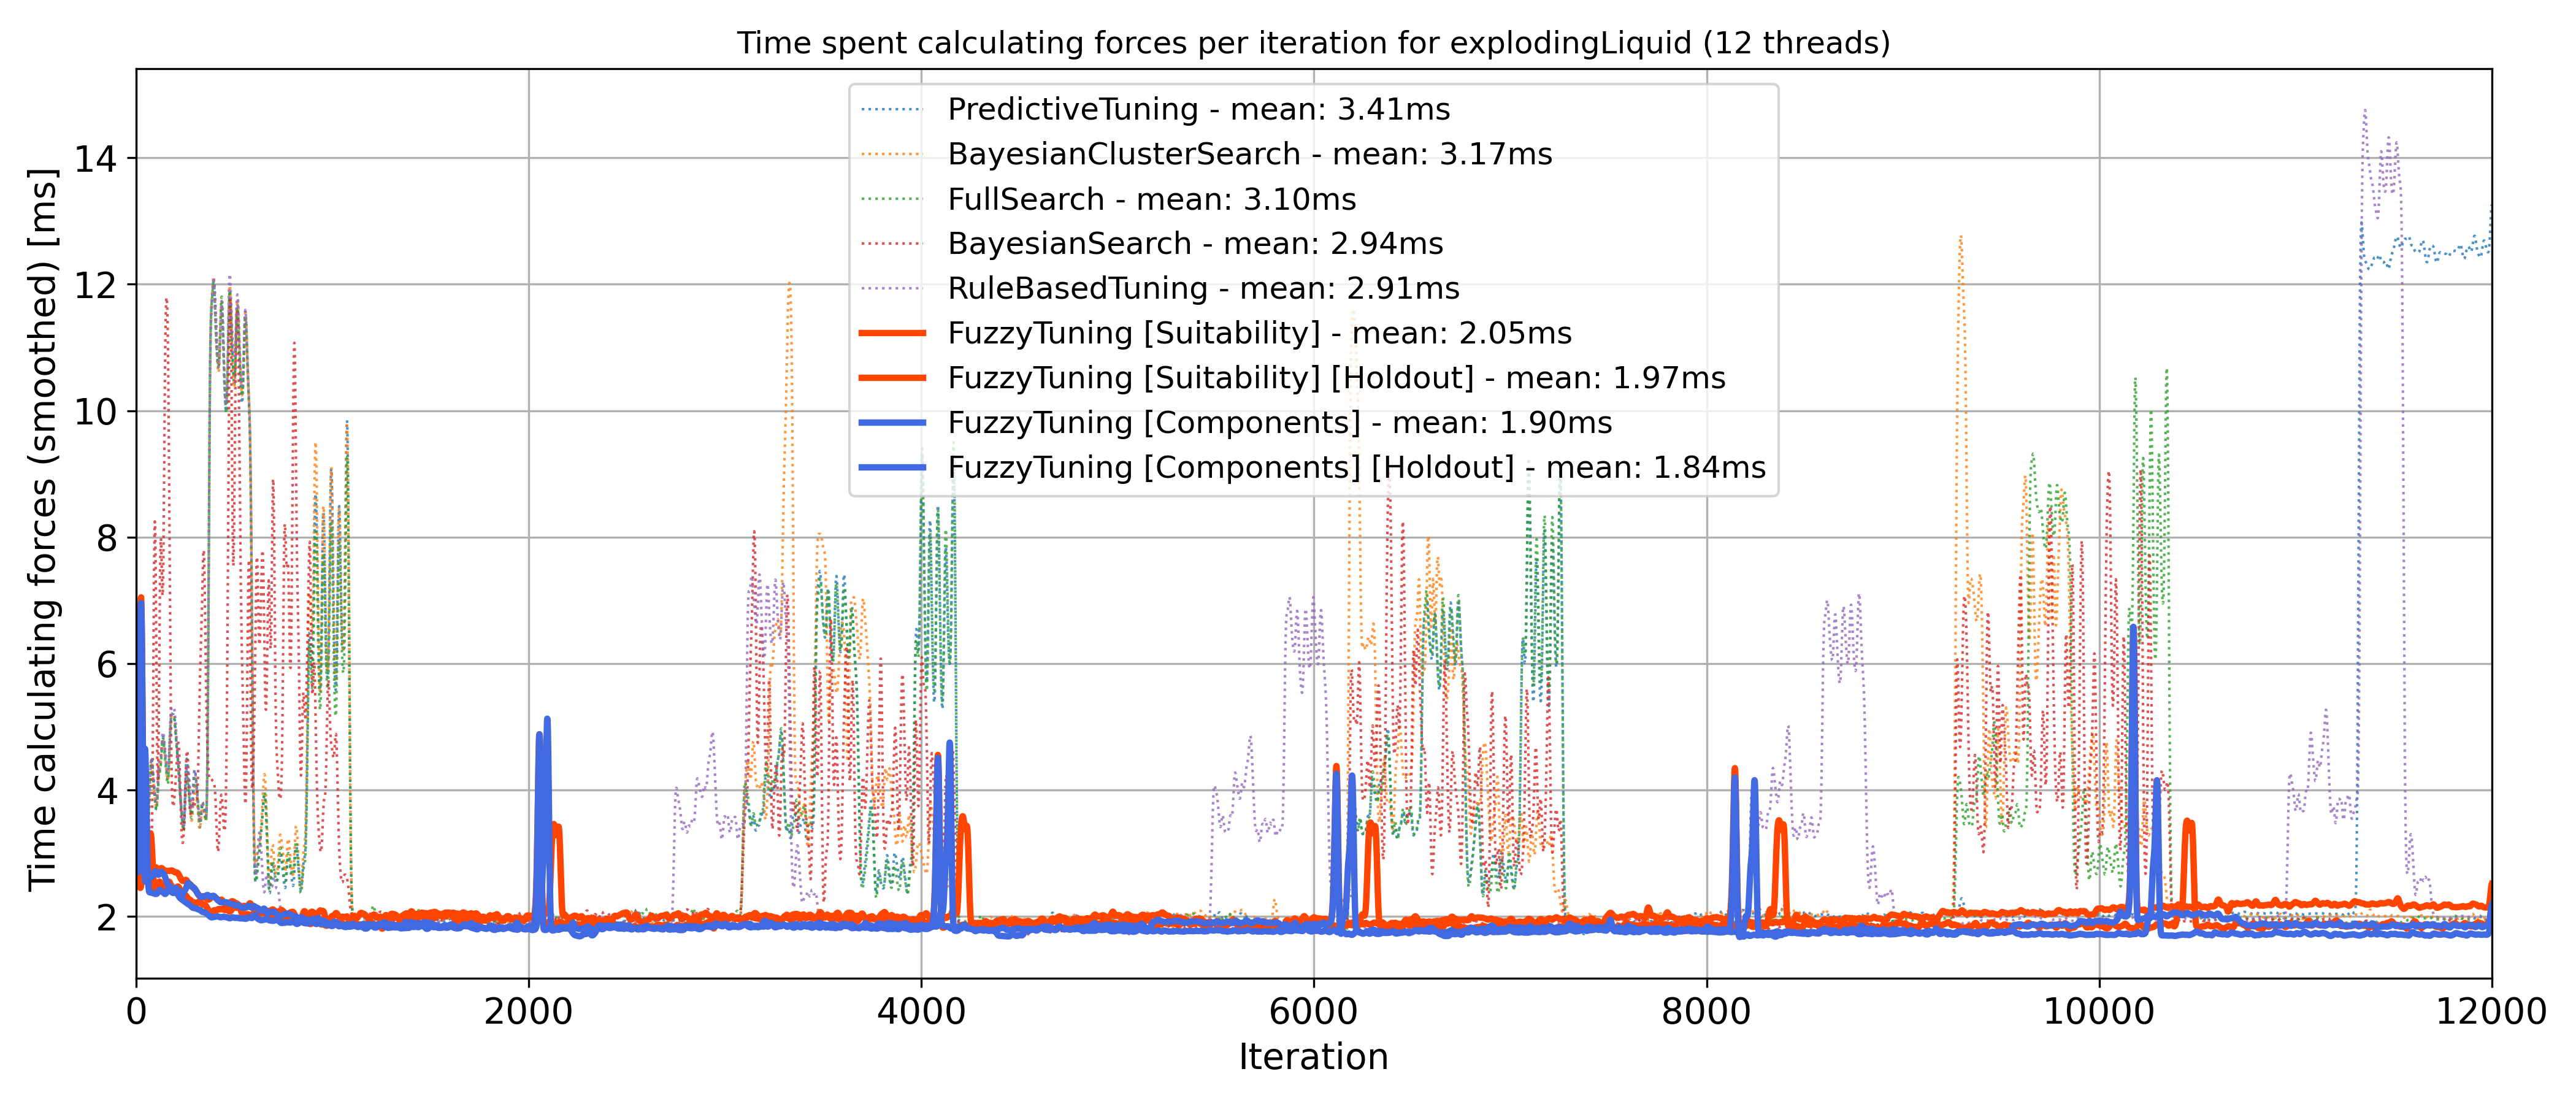 Time spent calculating forces per iteration for explodingLiquid (12 threads)
Time calculating forces (smoothed) [ms]
14
12
10
8
6
4
2
PredictiveTuning - mean: 3.41ms
BayesianClusterSearch - mean: 3.17ms
FullSearch - mean: 3.10ms
BayesianSearch - mean: 2.94ms
RuleBasedTuning - mean: 2.91ms
FuzzyTuning [Suitability] - mean: 2.05ms
FuzzyTuning [Suitability] [Holdout] - mean: 1.97ms
FuzzyTuning [Components] - mean: 1.90ms
FuzzyTuning [Components] [Holdout] - mean: 1.84ms
0 2000 4000 6000 8000 10000 12000
Iteration